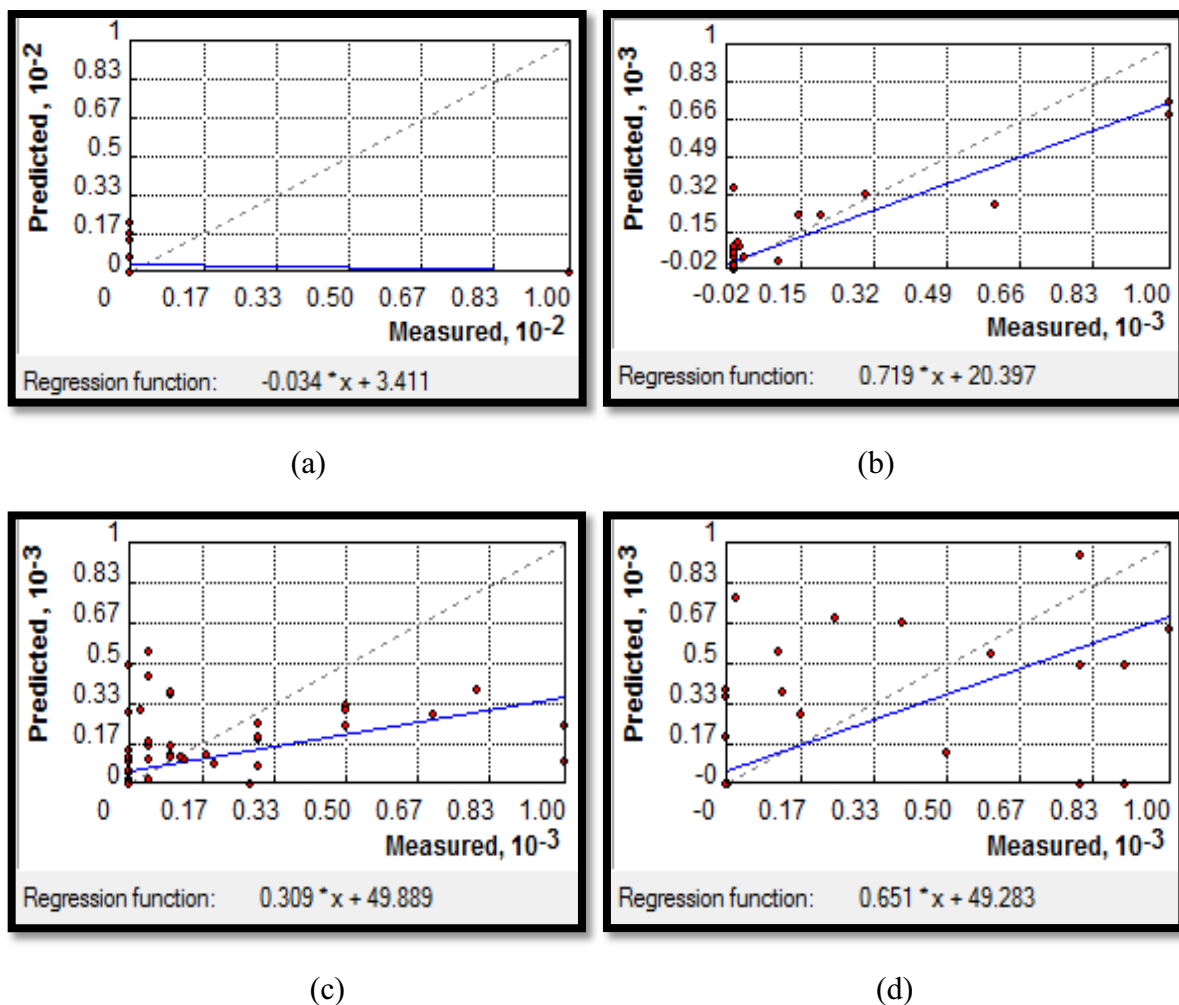 Predicted, 10-2
1
0.83
0.67
0.5
0.33
0.17
0
0 0.17 0.33 0.50 0.67 0.83 1.00
Measured, 10-2
Regression function: -0.034 * x + 3.411
(a)
Predicted, 10-3
1
0.83
0.66
0.49
0.32
0.15
-0.02
-0.02 0.15 0.32 0.49 0.66 0.83 1.00
Measured, 10-3
Regression function: 0.719 * x + 20.397
(b)
Predicted, 10-3
1
0.83
0.67
0.5
0.33
0.17
0
0 0.17 0.33 0.50 0.67 0.83 1.00
Measured, 10-3
Regression function: 0.309 * x + 49.889
(c)
Predicted, 10-3
1
0.83
0.67
0.5
0.33
0.17
-0
-0 0.17 0.33 0.50 0.67 0.83 1.00
Measured, 10-3
Regression function: 0.651 * x + 49.283
(d)